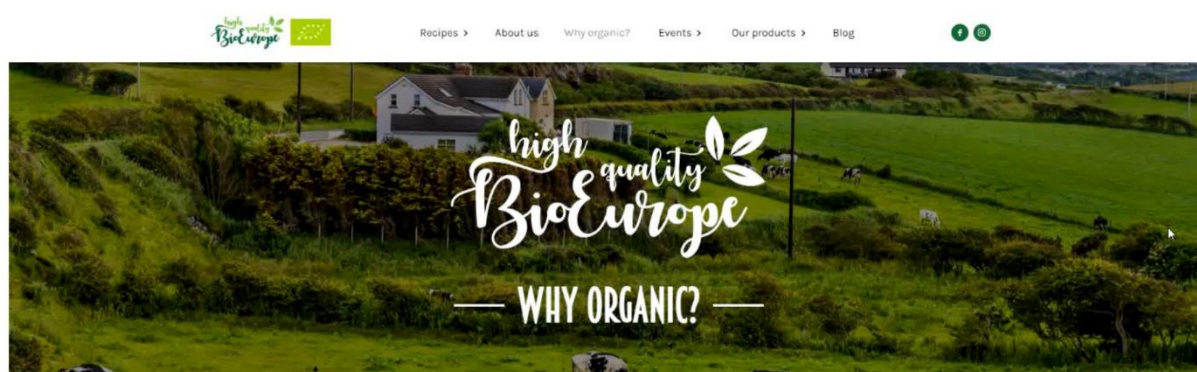 high quality
BioEurope
Recipes > About us Why organic? Events > Our products > Blog
high quality
BioEurope
WHY ORGANIC?